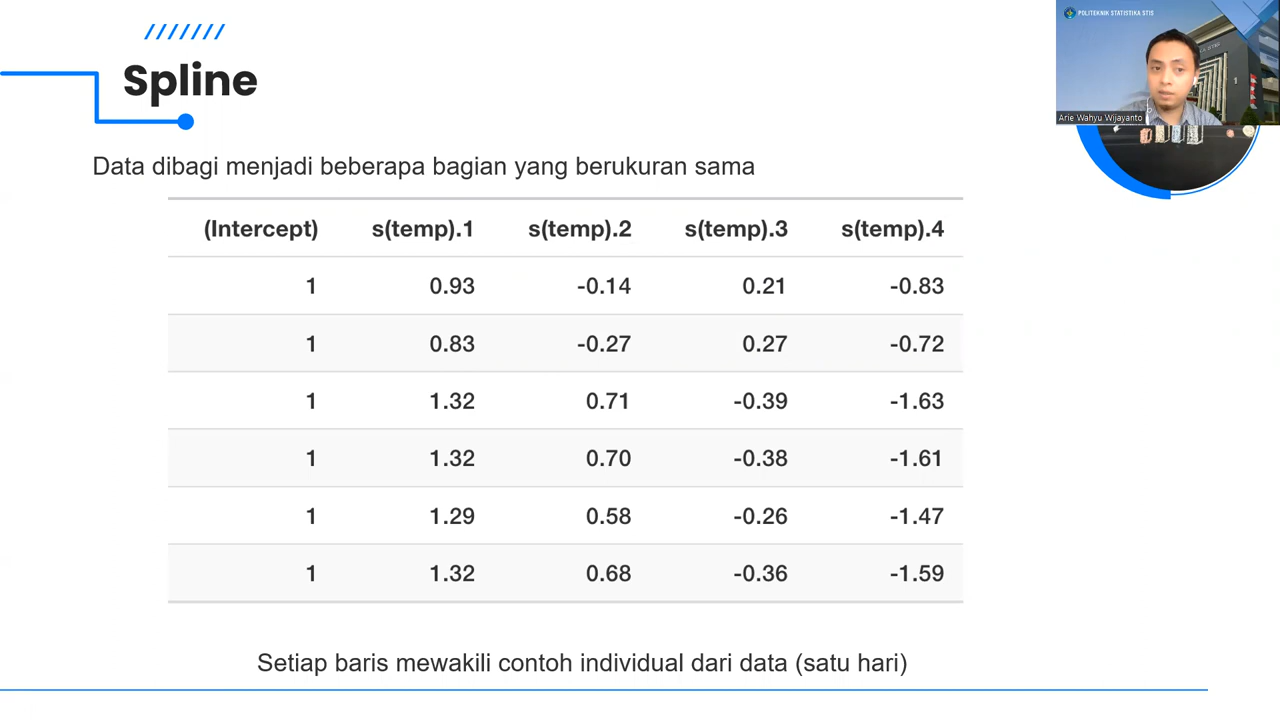 POLITEKNIK STATISTIKA STIS
Arie Wahyu Wijayanto
Spline
Data dibagi menjadi beberapa bagian yang berukuran sama
(Intercept) s(temp).1 s(temp).2 s(temp).3 s(temp).4
1 0.93 -0.14 0.21 -0.83
1 0.83 -0.27 0.27 -0.72
1 1.32 0.71 -0.39 -1.63
1 1.32 0.70 -0.38 -1.61
1 1.29 0.58 -0.26 -1.47
1 1.32 0.68 -0.36 -1.59
Setiap baris mewakili contoh individual dari data (satu hari)